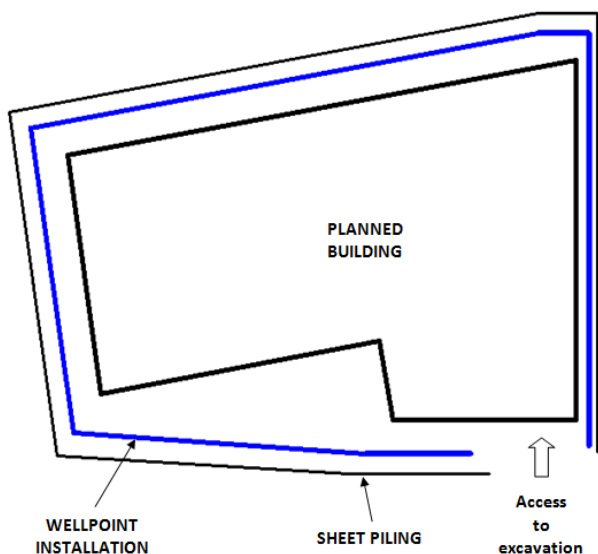 PLANNED
BUILDING
WELLPOINT
INSTALLATION
SHEET PILING
Access
to
excavation